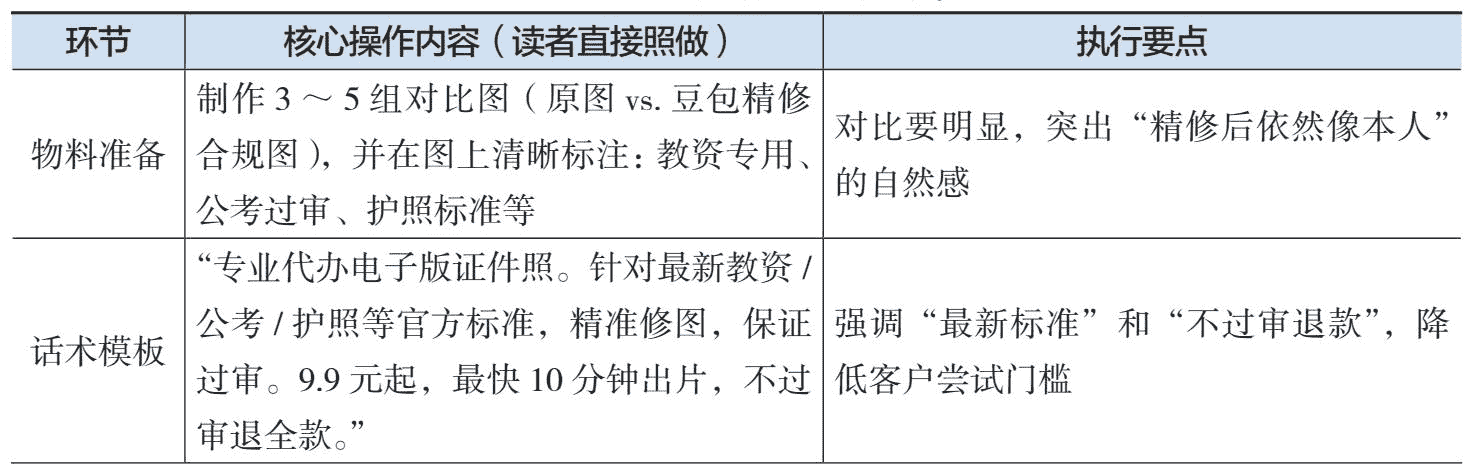 环节
核心操作内容（读者直接照做）
执行要点
物料准备
制作 3 ～ 5 组对比图（原图 vs. 豆包精修
合规图），并在图上清晰标注：教资专用、
公考过审、护照标准等
对比要明显，突出“精修后依然像本人”
的自然感
话术模板
“专业代办电子版证件照。针对最新教资 /
公考 / 护照等官方标准，精准修图，保证
过审。9.9 元起，最快 10 分钟出片，不过
审退全款。”
强调“最新标准”和“不过审退款”，降
低客户尝试门槛